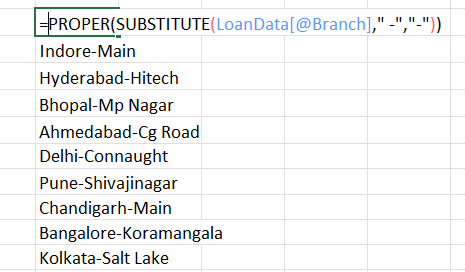 =PROPER(SUBSTITUTE(LoanData[@Branch]," -","-"))
Indore-Main
Hyderabad-Hitech
Bhopal-Mp Nagar
Ahmedabad-Cg Road
Delhi-Connaught
Pune-Shivajinagar
Chandigarh-Main
Bangalore-Koramangala
Kolkata-Salt Lake